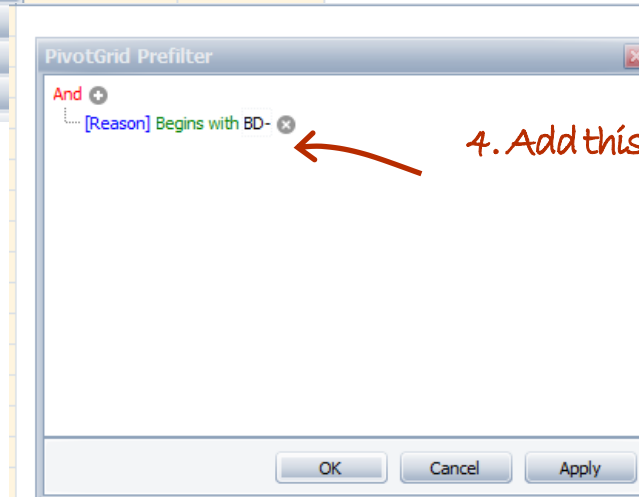 PivotGrid Prefilter
And
[Reason] Begins with BD-
4. Add this
OK Cancel Apply